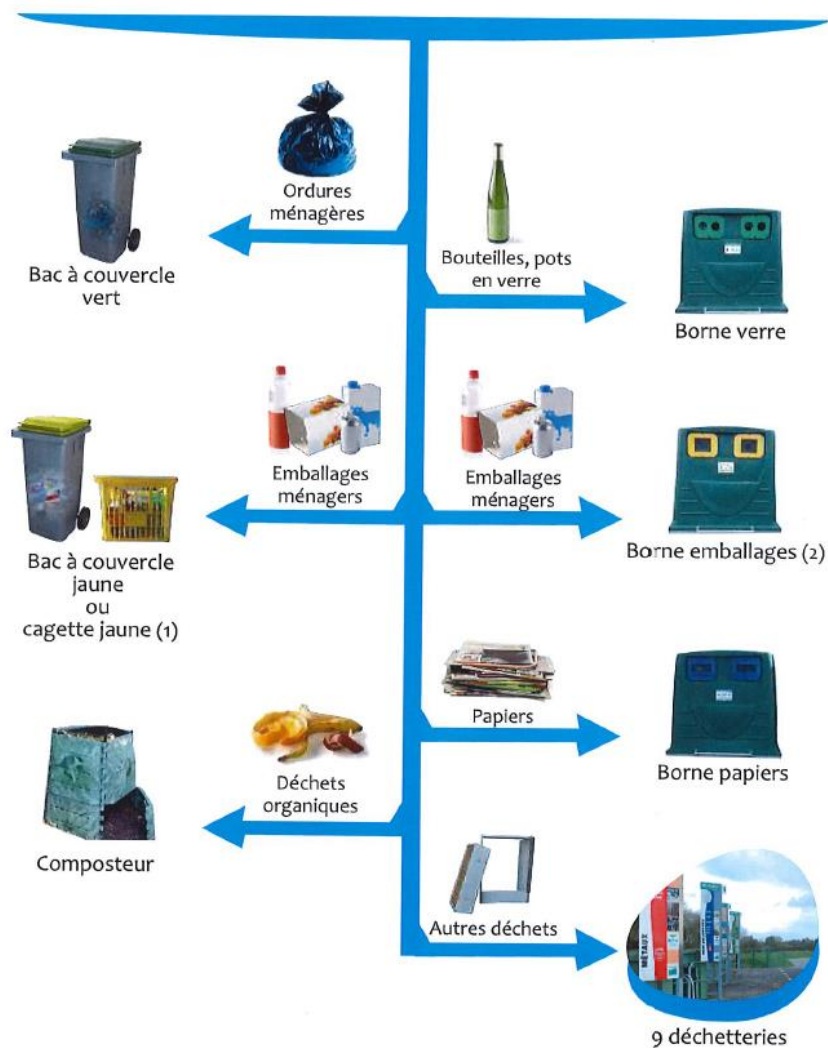 Ordures
ménagères
Bac à couvercle
vert
Bouteilles, pots
en verre
Borne verre
Emballages
ménagers
Bac à couvercle
jaune
ou
cagette jaune (1)
Emballages
ménagers
Borne emballages (2)
Papiers
Borne papiers
Déchets
organiques
Composteur
Autres déchets
MÉTAUX
9 déchetteries